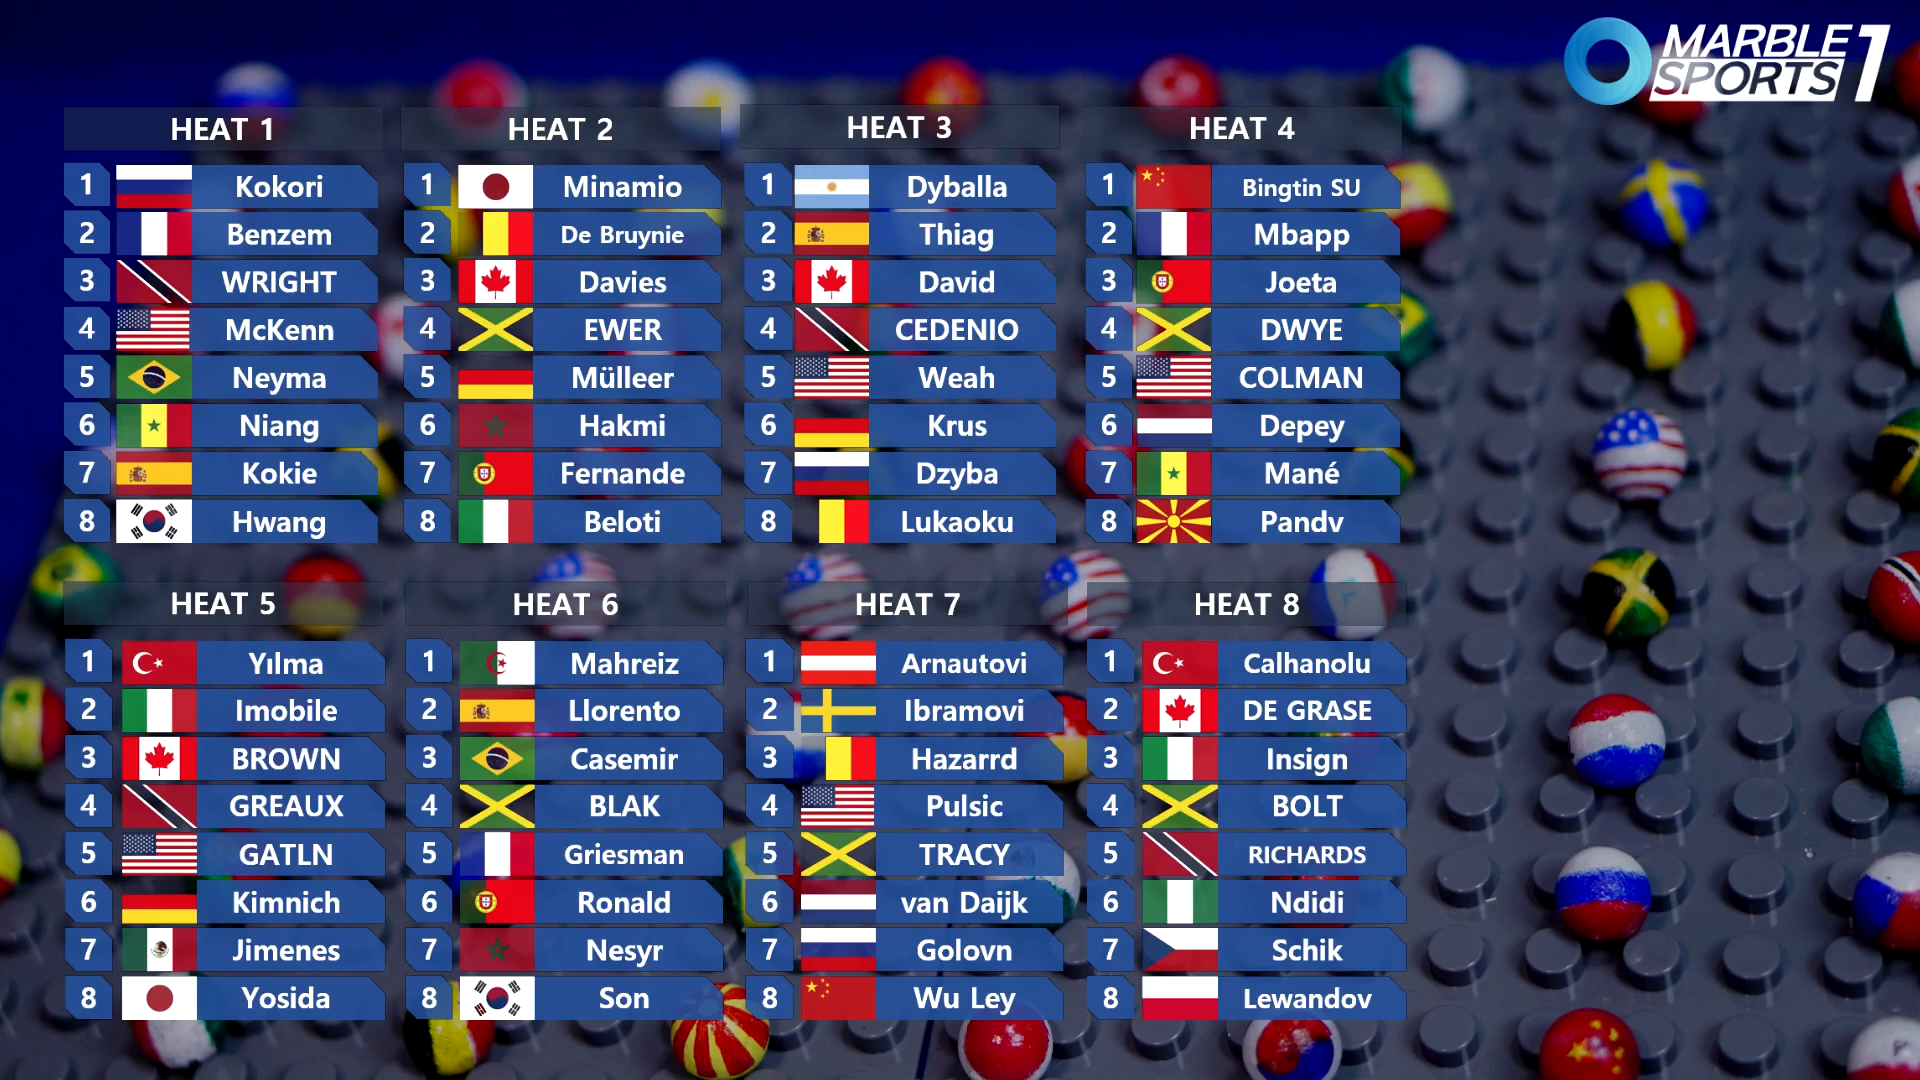 MARBLE
SPORTS 1
HEAT 1
1 Kokori
2 Benzem
3 WRIGHT
4 McKenn
5 Neyma
6 Niang
7 Kokie
8 Hwang
HEAT 2
1 Minamio
2 De Bruynie
3 Davies
4 EWER
5 Mülleer
6 Hakmi
7 Fernande
8 Beloti
HEAT 3
1 Dyballa
2 Thiag
3 David
4 CEDENIO
5 Weah
6 Krus
7 Dzyba
8 Lukaoku
HEAT 4
1 Bingtin SU
2 Mbapp
3 Joeta
4 DWYE
5 COLMAN
6 Depey
7 Mané
8 Pandv
HEAT 5
1 Yılma
2 Imobile
3 BROWN
4 GREAUX
5 GATLN
6 Kimnich
7 Jimenes
8 Yosida
HEAT 6
1 Mahreiz
2 Llorento
3 Casemir
4 BLAK
5 Griesman
6 Ronald
7 Nesyr
8 Son
HEAT 7
1 Arnautovi
2 Ibramovi
3 Hazarrd
4 Pulsic
5 TRACY
6 van Daijk
7 Golovn
8 Wu Ley
HEAT 8
1 Calhanolu
2 DE GRASE
3 Insign
4 BOLT
5 RICHARDS
6 Ndidi
7 Schik
8 Lewandov